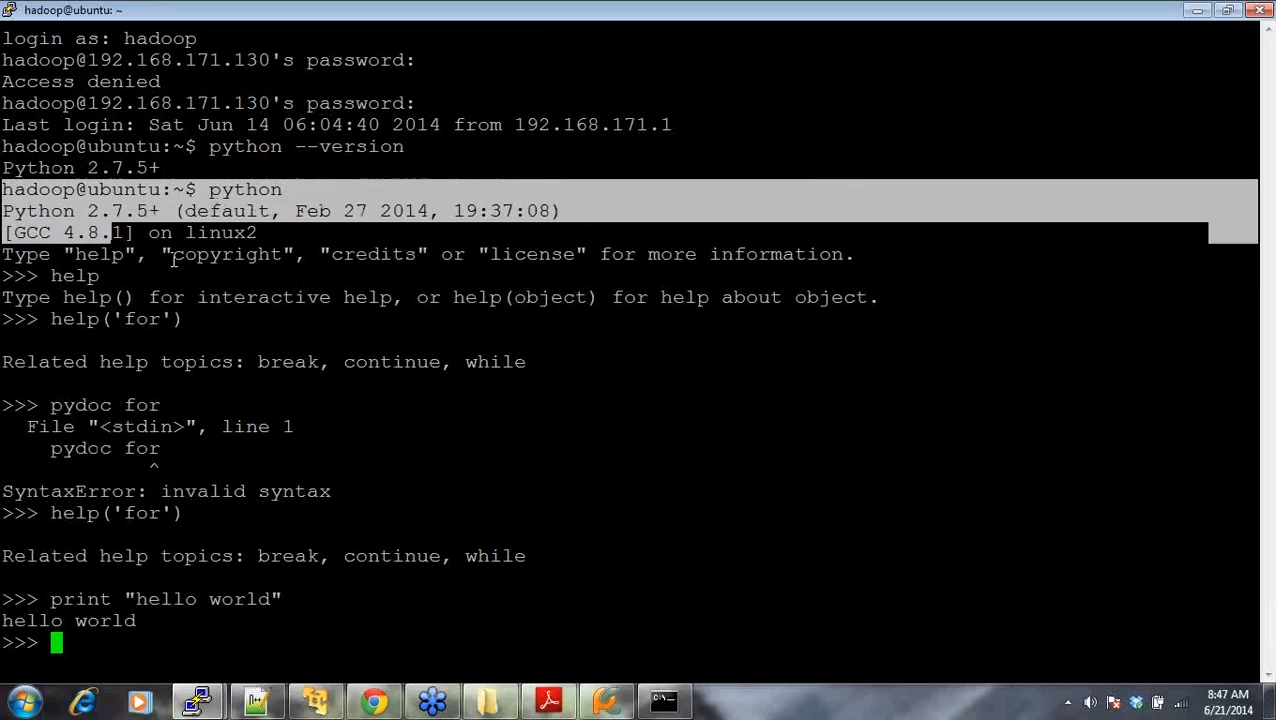 hadoop@ubuntu: ~
login as: hadoop
hadoop@192.168.171.130's password:
Access denied
hadoop@192.168.171.130's password:
Last login: Sat Jun 14 06:04:40 2014 from 192.168.171.1
hadoop@ubuntu:~$ python --version
Python 2.7.5+
hadoop@ubuntu:~$ python
Python 2.7.5+ (default, Feb 27 2014, 19:37:08)
[GCC 4.8.1] on linux2
Type "help", "copyright", "credits" or "license" for more information.
>>> help
Type help() for interactive help, or help(object) for help about object.
>>> help('for')
Related help topics: break, continue, while
>>> pydoc for
File "<stdin>", line 1
pydoc for
^
SyntaxError: invalid syntax
>>> help('for')
Related help topics: break, continue, while
>>> print "hello world"
hello world
>>>
8:47 AM
6/21/2014